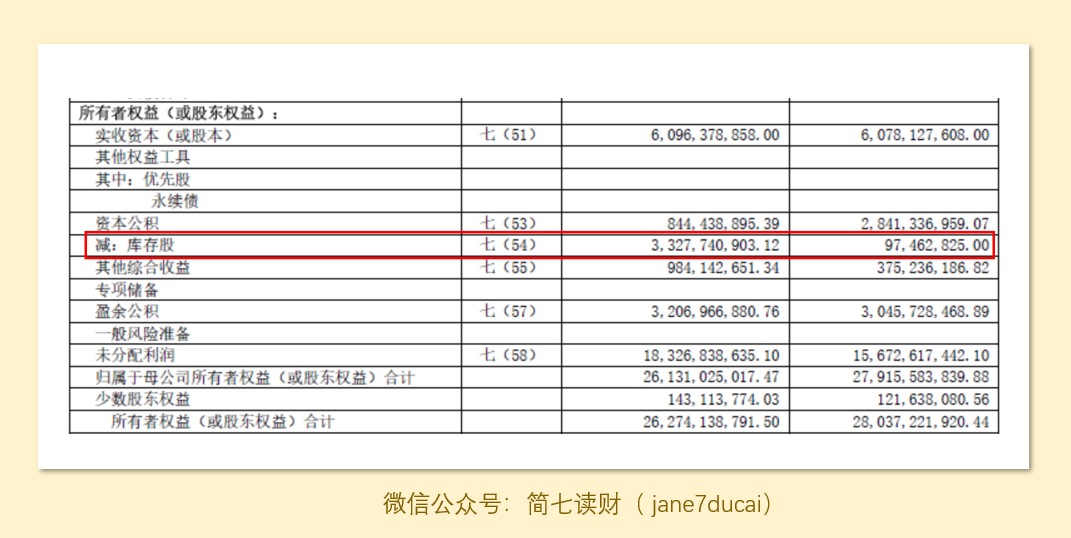 所有者权益（或股东权益）：
实收资本（或股本） 七（51） 6,096,378,858.00 6,078,127,608.00
其他权益工具
其中：优先股
永续债
资本公积 七（53） 844,438,895.39 2,841,336,959.07
减：库存股 七（54） 3,327,740,903.12 97,462,825.00
其他综合收益 七（55） 984,142,651.34 375,236,186.82
专项储备
盈余公积 七（57） 3,206,966,880.76 3,045,728,468.89
一般风险准备
未分配利润 七（58） 18,326,838,635.10 15,672,617,442.10
归属于母公司所有者权益（或股东权益）合计 26,131,025,017.47 27,915,583,839.88
少数股东权益 143,113,774.03 121,638,080.56
所有者权益（或股东权益）合计 26,274,138,791.50 28,037,221,920.44
微信公众号：简七读财（ jane7ducai）